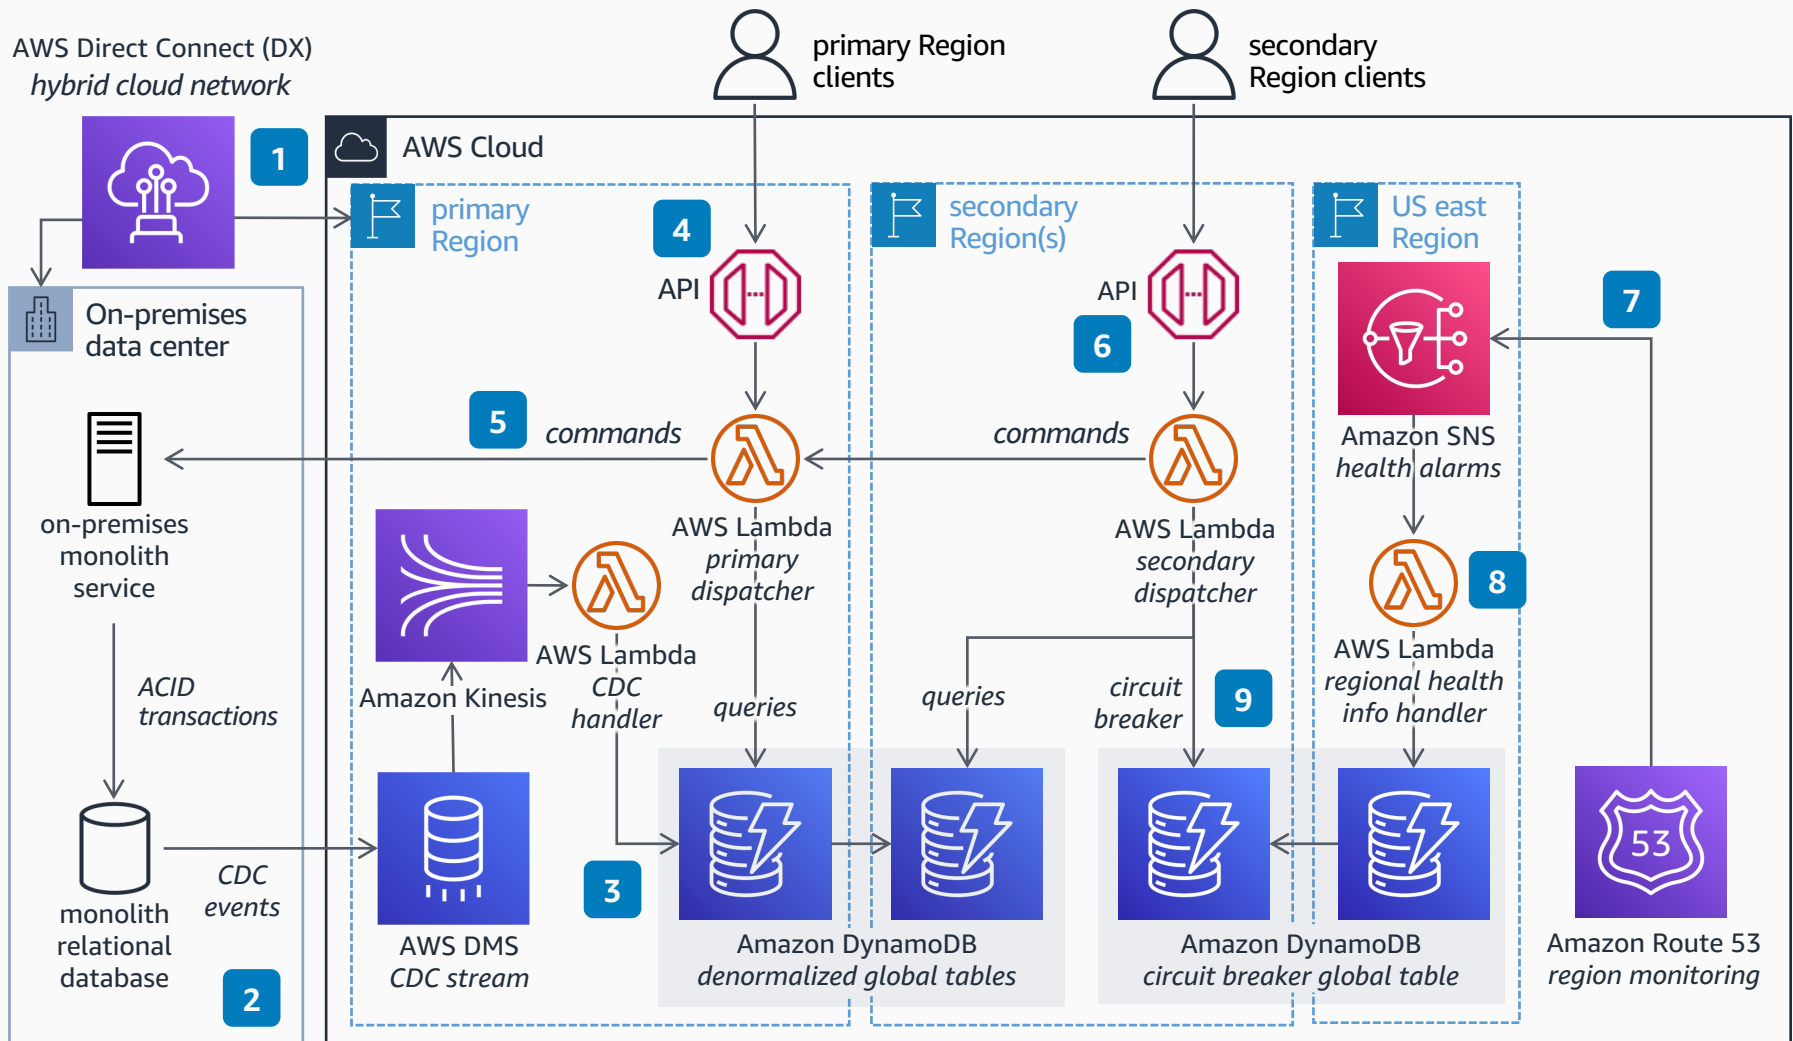 AWS Direct Connect (DX)
hybrid cloud network
1
primary Region
clients
secondary
Region clients
AWS Cloud
primary
Region
4
API
secondary
Region(s)
API
6
US east
Region
7
On-premises
data center
5
commands
commands
Amazon SNS
health alarms
on-premises
monolith
service
AWS Lambda
primary
dispatcher
AWS Lambda
secondary
dispatcher
8
AWS Lambda
regional health
info handler
Amazon Kinesis
AWS Lambda
CDC
handler
ACID
transactions
queries
queries
circuit
breaker
9
CDC
events
monolith
relational
database
2
AWS DMS
CDC stream
3
Amazon DynamoDB
denormalized global tables
Amazon DynamoDB
circuit breaker global table
53
Amazon Route 53
region monitoring